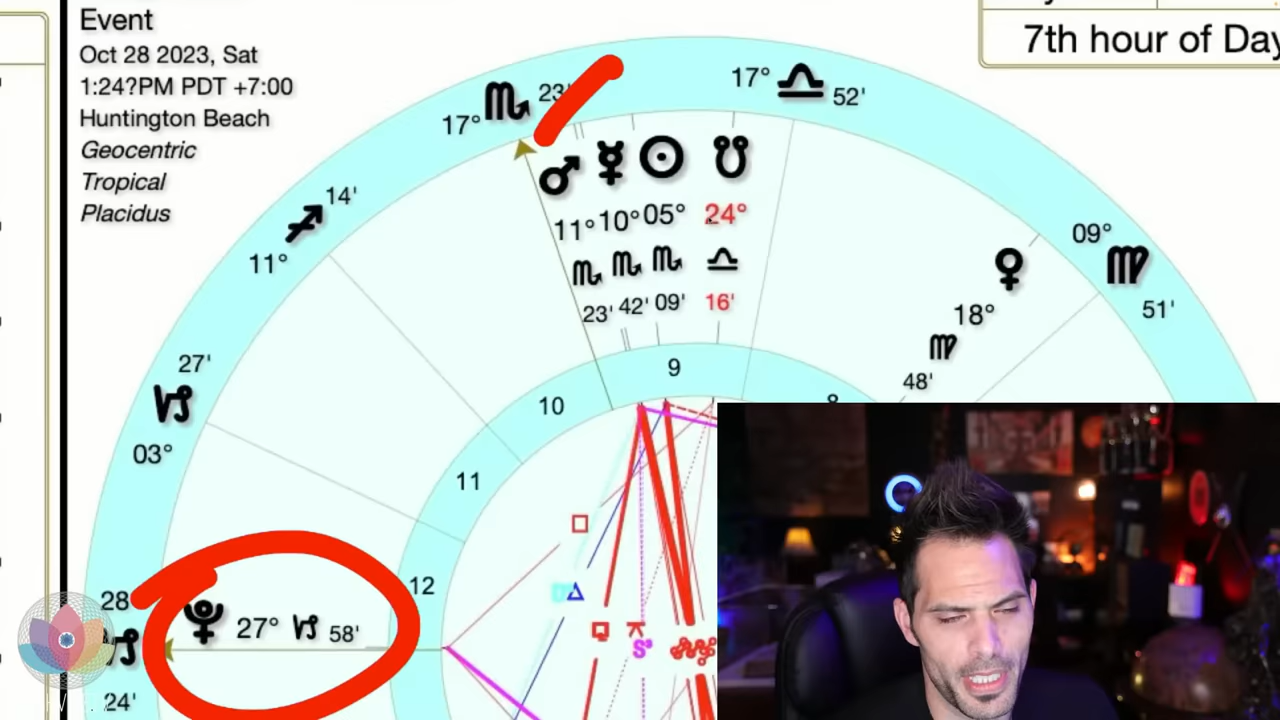 Event
Oct 28 2023, Sat
1:24?PM PDT +7:00
Huntington Beach
Geocentric
Tropical
Placidus
7th hour of Day
17° ♏ 23'
17° ♎ 52'
♂ ☿ ☉ ☋
11° 10° 05° 24°
♏ ♏ ♏ ♎
23' 42' 09' 16'
14'
♐
11°
09° ♍ 51'
♀
18°
♍
48'
27'
♑
03°
9
10
11
12
28
♑
24'
27° ♑ 58'